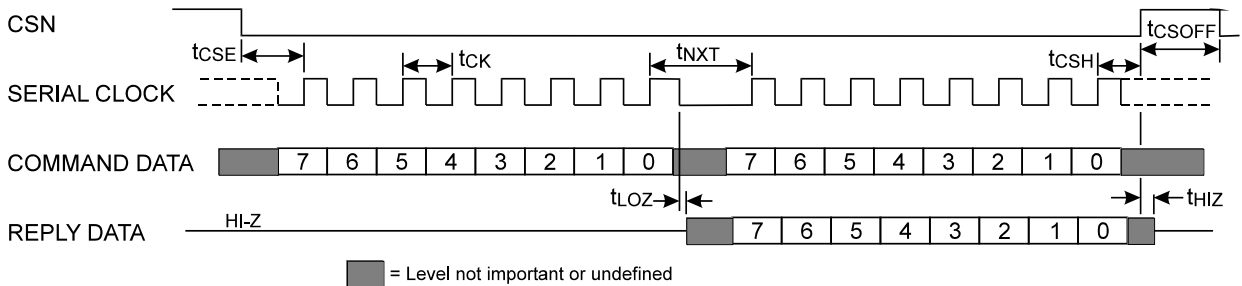 CSN
tCSOFF
tCSE
tCK
tNXT
tCSH
SERIAL CLOCK
COMMAND DATA
7 6 5 4 3 2 1 0
7 6 5 4 3 2 1 0
tLOZ
tHIZ
HI-Z
REPLY DATA
7 6 5 4 3 2 1 0
= Level not important or undefined